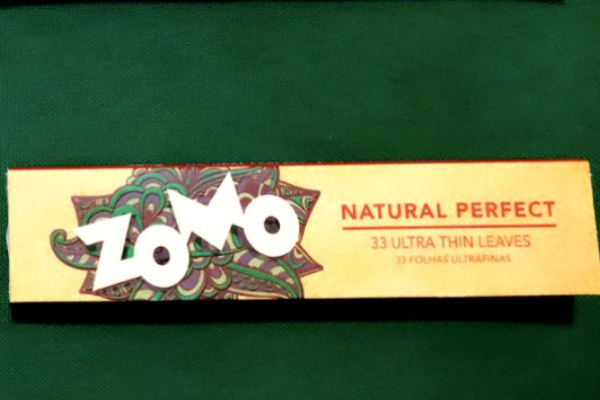 ZOMO
NATURAL PERFECT
33 ULTRA THIN LEAVES
33 FOLHAS ULTRAFINAS